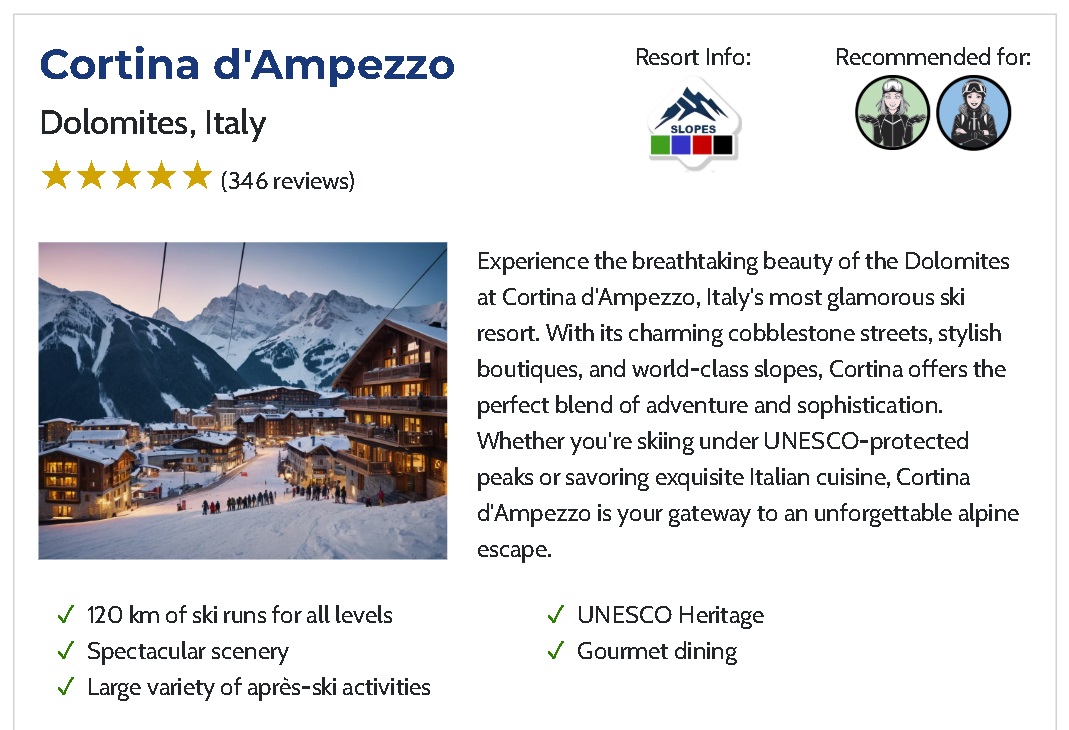 Cortina d'Ampezzo
Dolomites, Italy
(346 reviews)
Resort Info:
SLOPES
Recommended for:
Experience the breathtaking beauty of the Dolomites
at Cortina d'Ampezzo, Italy's most glamorous ski
resort. With its charming cobblestone streets, stylish
boutiques, and world-class slopes, Cortina offers the
perfect blend of adventure and sophistication.
Whether you're skiing under UNESCO-protected
peaks or savoring exquisite Italian cuisine, Cortina
d'Ampezzo is your gateway to an unforgettable alpine
escape.
✓ 120 km of ski runs for all levels
✓ Spectacular scenery
✓ Large variety of après-ski activities
✓ UNESCO Heritage
✓ Gourmet dining